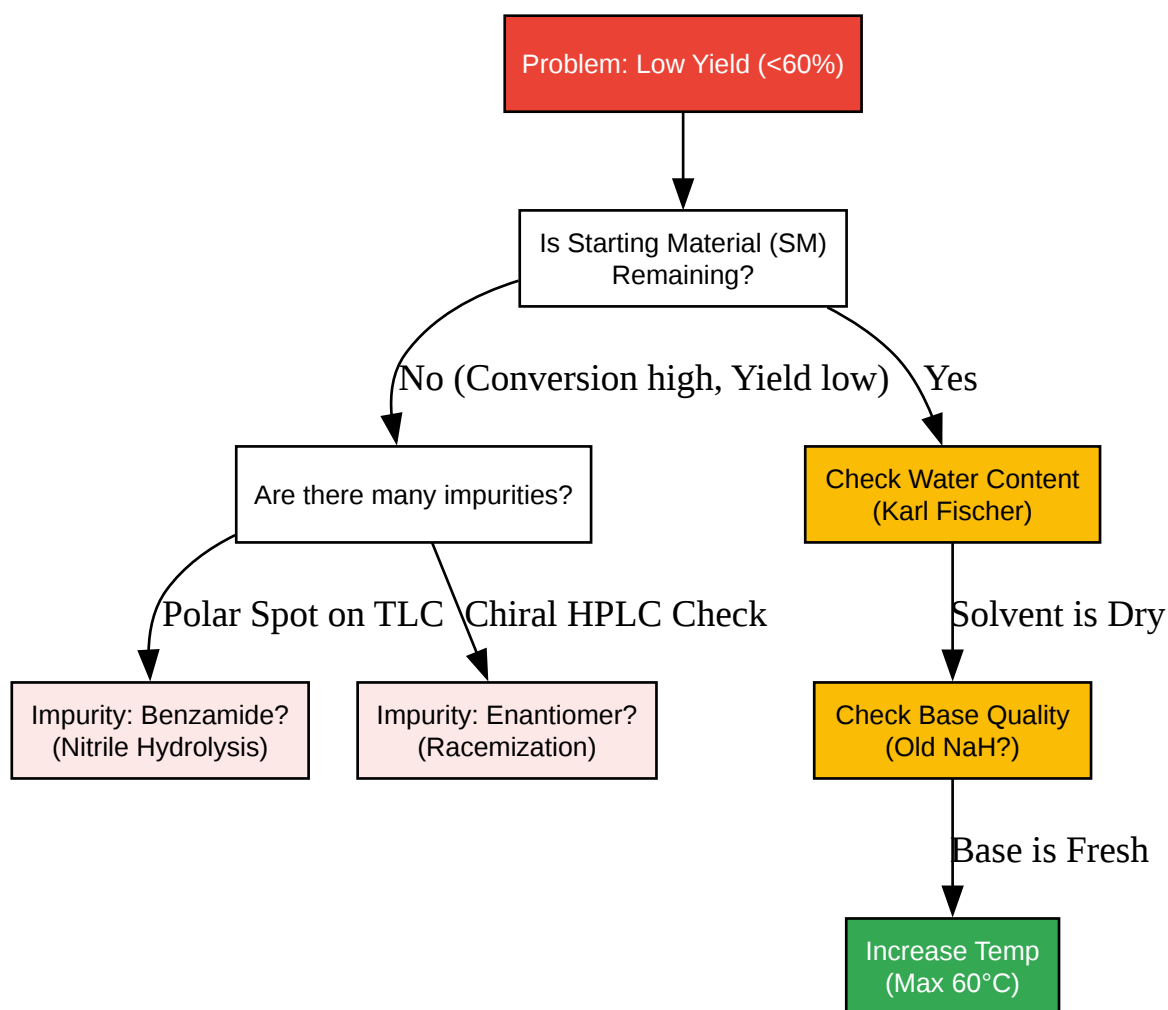 Problem: Low Yield (<60%)
Is Starting Material (SM)
Remaining?
No (Conversion high, Yield low)
Yes
Are there many impurities?
Check Water Content
(Karl Fischer)
Polar Spot on TLC
Chiral HPLC Check
Solvent is Dry
Impurity: Benzamide?
(Nitrile Hydrolysis)
Impurity: Enantiomer?
(Racemization)
Check Base Quality
(Old NaH?)
Base is Fresh
Increase Temp
(Max 60°C)